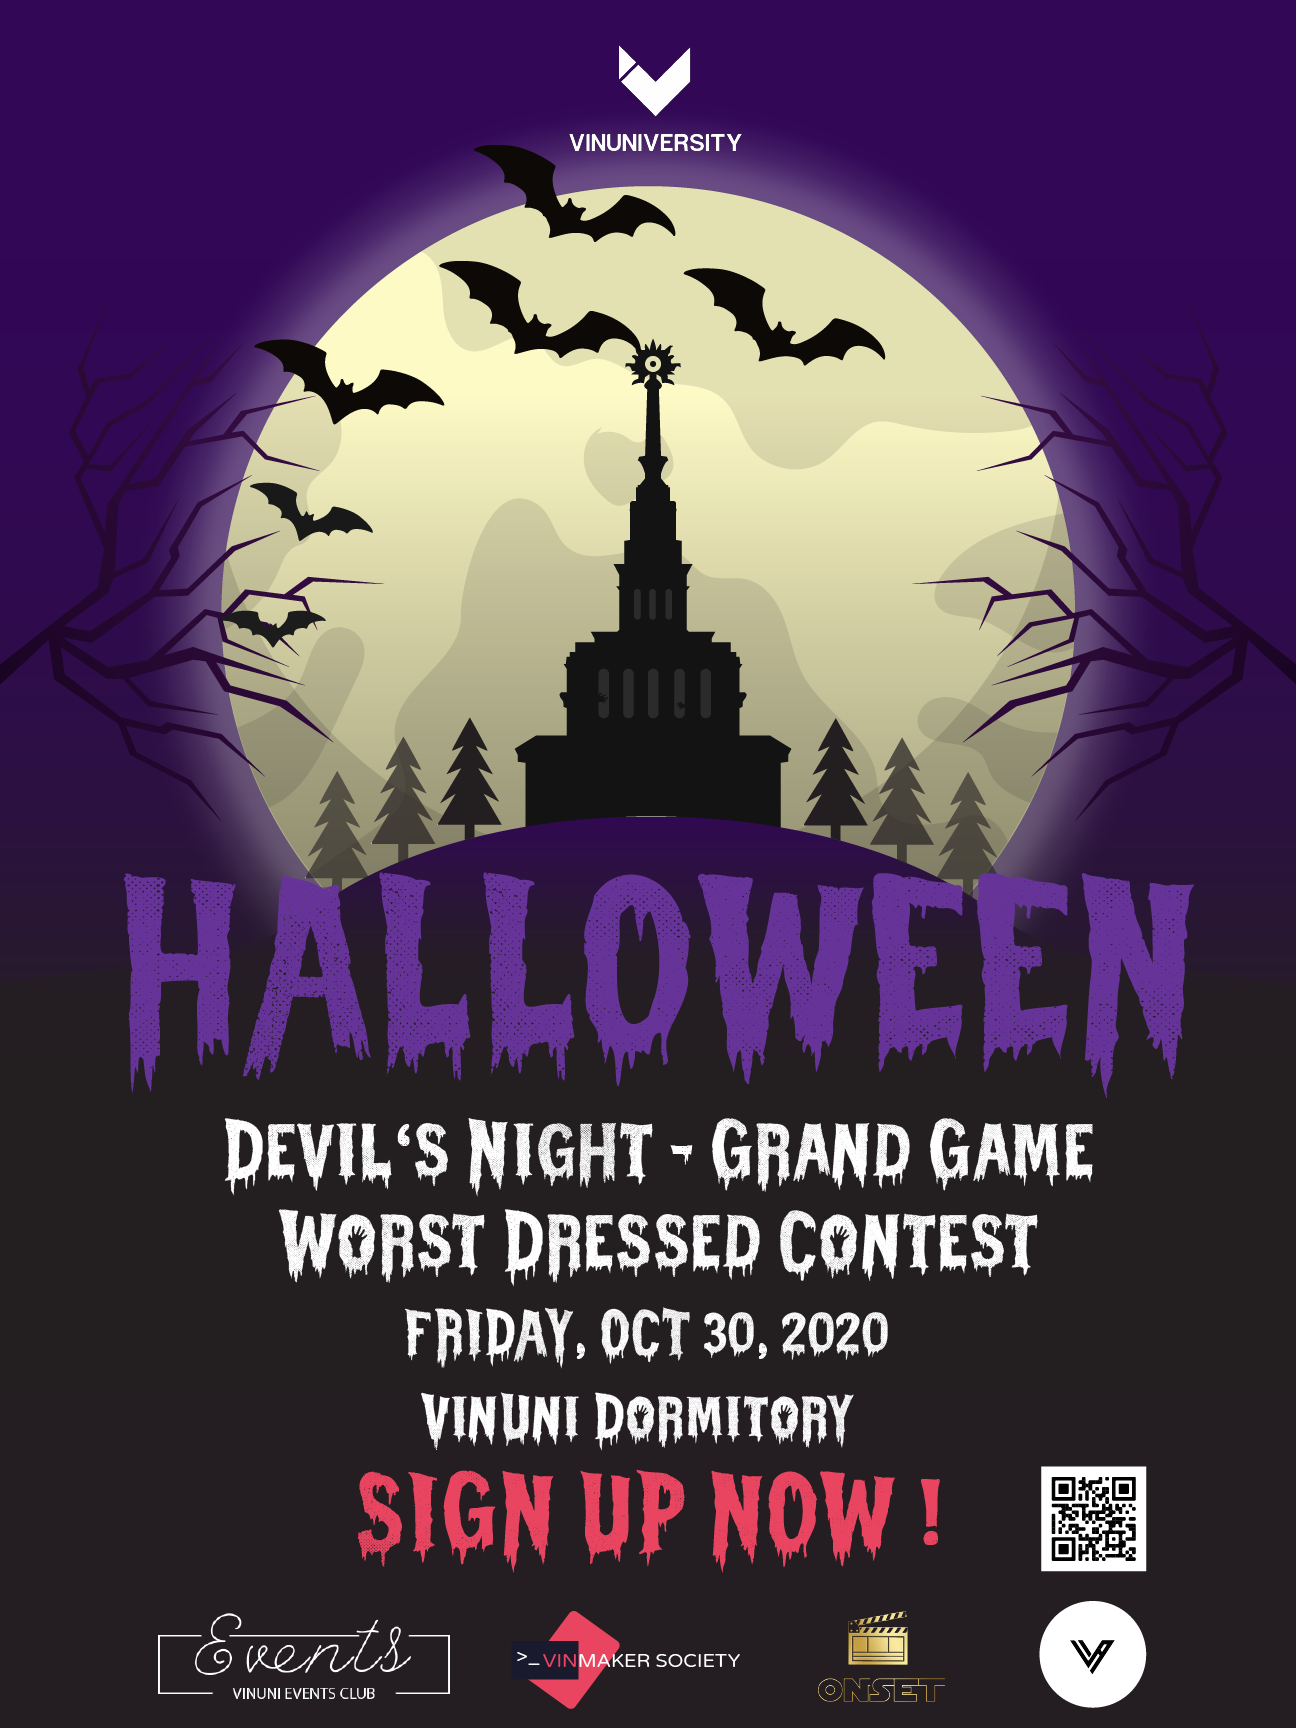 VINUNIVERSITY
HALLOWEEN
DEVIL‘S NIGHT - GRAND GAME
WORST DRESSED CONTEST
FRIDAY, OCT 30, 2020
VINUNI DORMITORY
SIGN UP NOW !
Events
VINUNI EVENTS CLUB
>_VINMAKER SOCIETY
ONSET